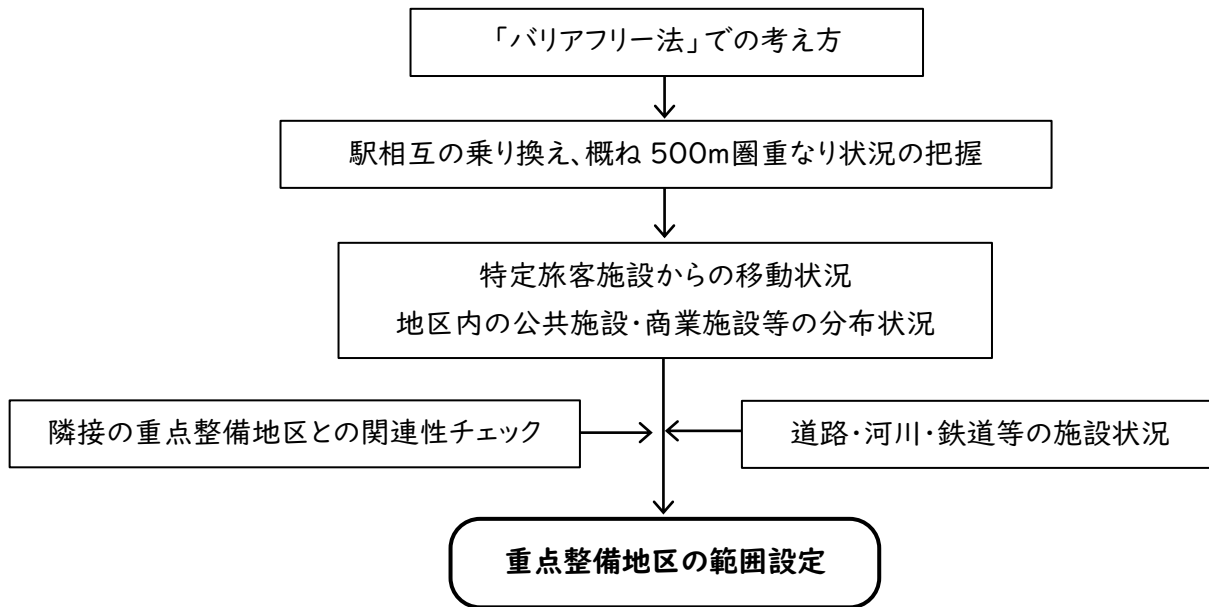 「バリアフリー法」での考え方
駅相互の乗り換え、概ね 500m圏重なり状況の把握
特定旅客施設からの移動状況
地区内の公共施設・商業施設等の分布状況
隣接の重点整備地区との関連性チェック
道路・河川・鉄道等の施設状況
重点整備地区の範囲設定